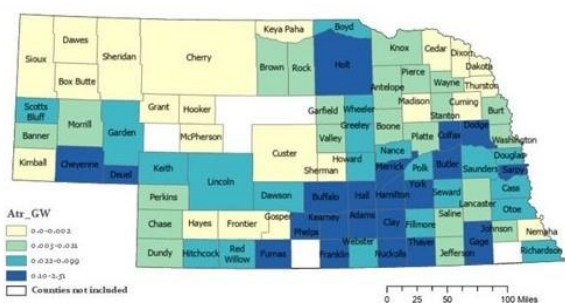 Keya Paha
Boyd
Dawes
Sioux
Sheridan
Cherry
Knox
Cedar
Dixon
Dakota
Brown
Rock
Holt
Box Butte
Pierce
Wayne
Thurston
Antelope
Scotts
Bluff
Grant
Hooker
Garfield
Wheeler
Madison
Cuming
Stanton
Burt
Morrill
Garden
Banner
McPherson
Boone
Greeley
Valley
Platte
Colfax
Dodge
Washington
Custer
Howard
Nance
Kimball
Cheyenne
Deuel
Keith
Lincoln
Sherman
Merrick
Polk
Butler
Saunders
Douglas
Sarpy
Perkins
Dawson
Buffalo
Hall
Hamilton
York
Seward
Lancaster
Cass
Otoe
Chase
Hayes
Frontier
Gosper
Phelps
Kearney
Adams
Clay
Fillmore
Saline
Johnson
Nemaha
Dundy
Hitchcock
Red
Willow
Furnas
Franklin
Webster
Nuckolls
Thayer
Jefferson
Gage
Richardson
Atr_GW
0.0-0.002
0.003-0.021
0.022-0.099
0.10-2.51
Counties not included
0 25 50 100 Miles